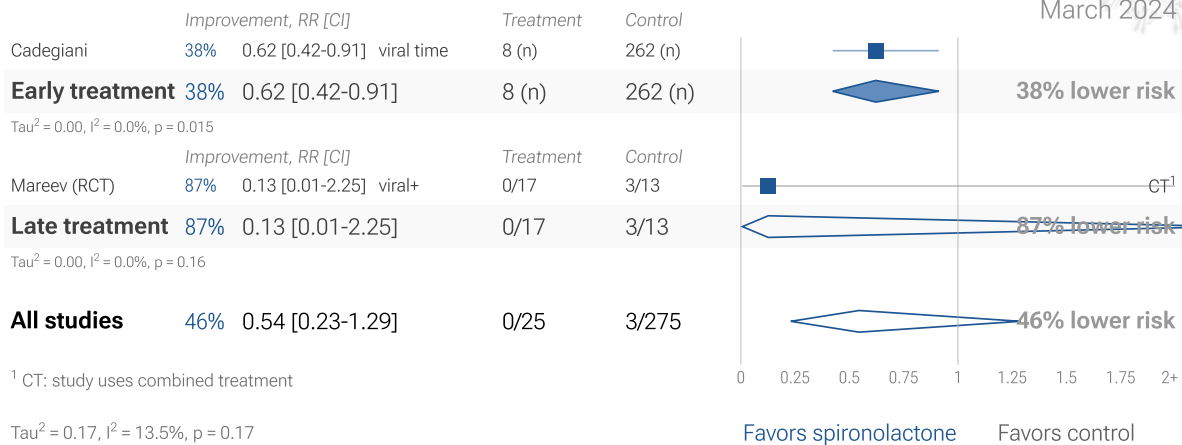 March 2024
Improvement, RR [CI] Treatment Control
Cadegiani 38% 0.62 [0.42-0.91] viral time 8 (n) 262 (n)
Early treatment 38% 0.62 [0.42-0.91] 8 (n) 262 (n) 38% lower risk
Tau² = 0.00, I² = 0.0%, p = 0.015
Improvement, RR [CI] Treatment Control
Mareev (RCT) 87% 0.13 [0.01-2.25] viral+ 0/17 3/13 CT¹
Late treatment 87% 0.13 [0.01-2.25] 0/17 3/13 87% lower risk
Tau² = 0.00, I² = 0.0%, p = 0.16
All studies 46% 0.54 [0.23-1.29] 0/25 3/275 46% lower risk
0 0.25 0.5 0.75 1 1.25 1.5 1.75 2+
¹ CT: study uses combined treatment
Tau² = 0.17, I² = 13.5%, p = 0.17 Favors spironolactone Favors control